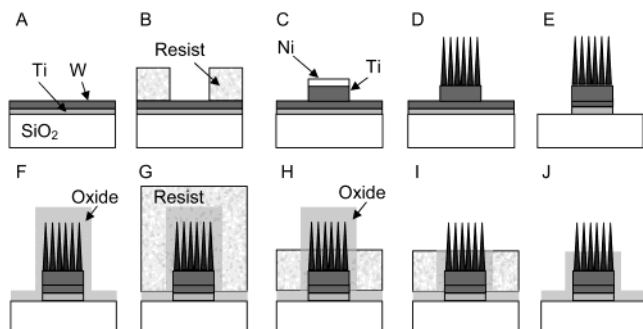 A B C D E
Resist
Ni
Ti W
Ti
SiO₂
F G H I J
Oxide
Resist
Oxide